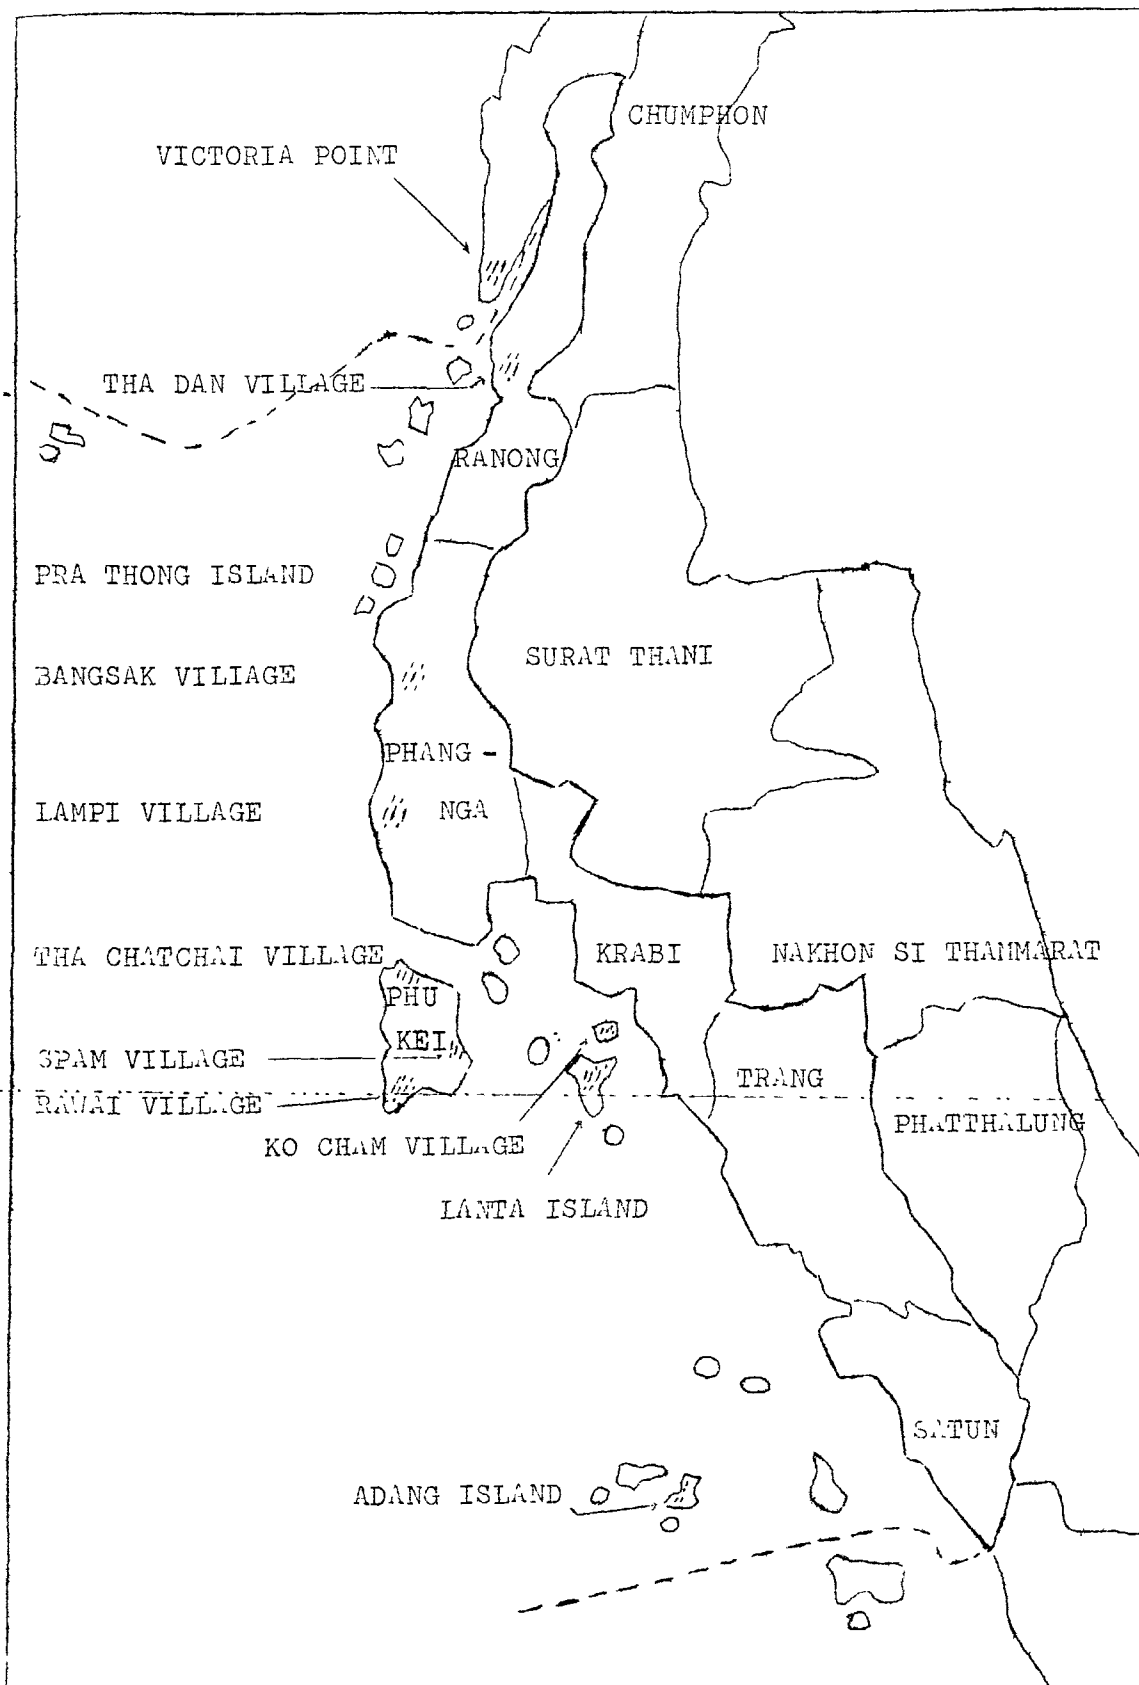 CHUMPHON
VICTORIA POINT
THA DAN VILLAGE
RANONG
PRA THONG ISLAND
SURAT THANI
BANGSAK VILIAGE
PHANG -
LAMPI VILLAGE
NGA
THA CHATCHAI VILLAGE
KRABI
NAKHON SI THAMMARAT
PHU
KEI
SPAM VILLAGE
TRANG
RAWAI VILLAGE
PHATTHALUNG
KO CHAM VILLAGE
LANTA ISLAND
SATUN
ADANG ISLAND